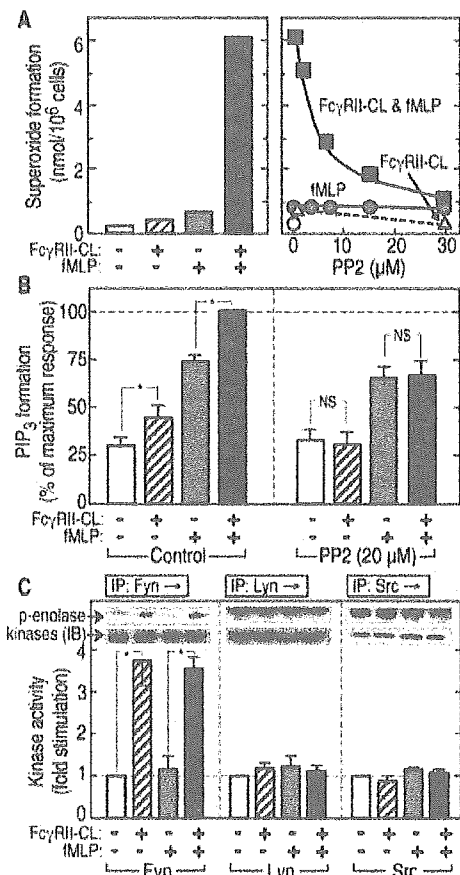 A
Superoxide formation
(nmol/10⁶ cells)
6
4
2
0
FcγRII-CL: - + - +
fMLP: - - + +
FcγRII-CL & fMLP
FcγRII-CL
fMLP
0 10 20 30
PP2 (μM)
B
PIP₃ formation
(% of maximum response)
100
75
50
25
0
*
*
NS
NS
FcγRII-CL: - + - + - + - +
fMLP: - - + + - - + +
Control
PP2 (20 μM)
C
IP: Fyn →
IP: Lyn →
IP: Src →
p-enolase
kinases (IB)
Kinase activity
(fold stimulation)
4
3
2
1
0
*
*
FcγRII-CL: - + - + - + - + - + - +
fMLP: - - + + - - + + - - + +
Fyn
Lyn
Src